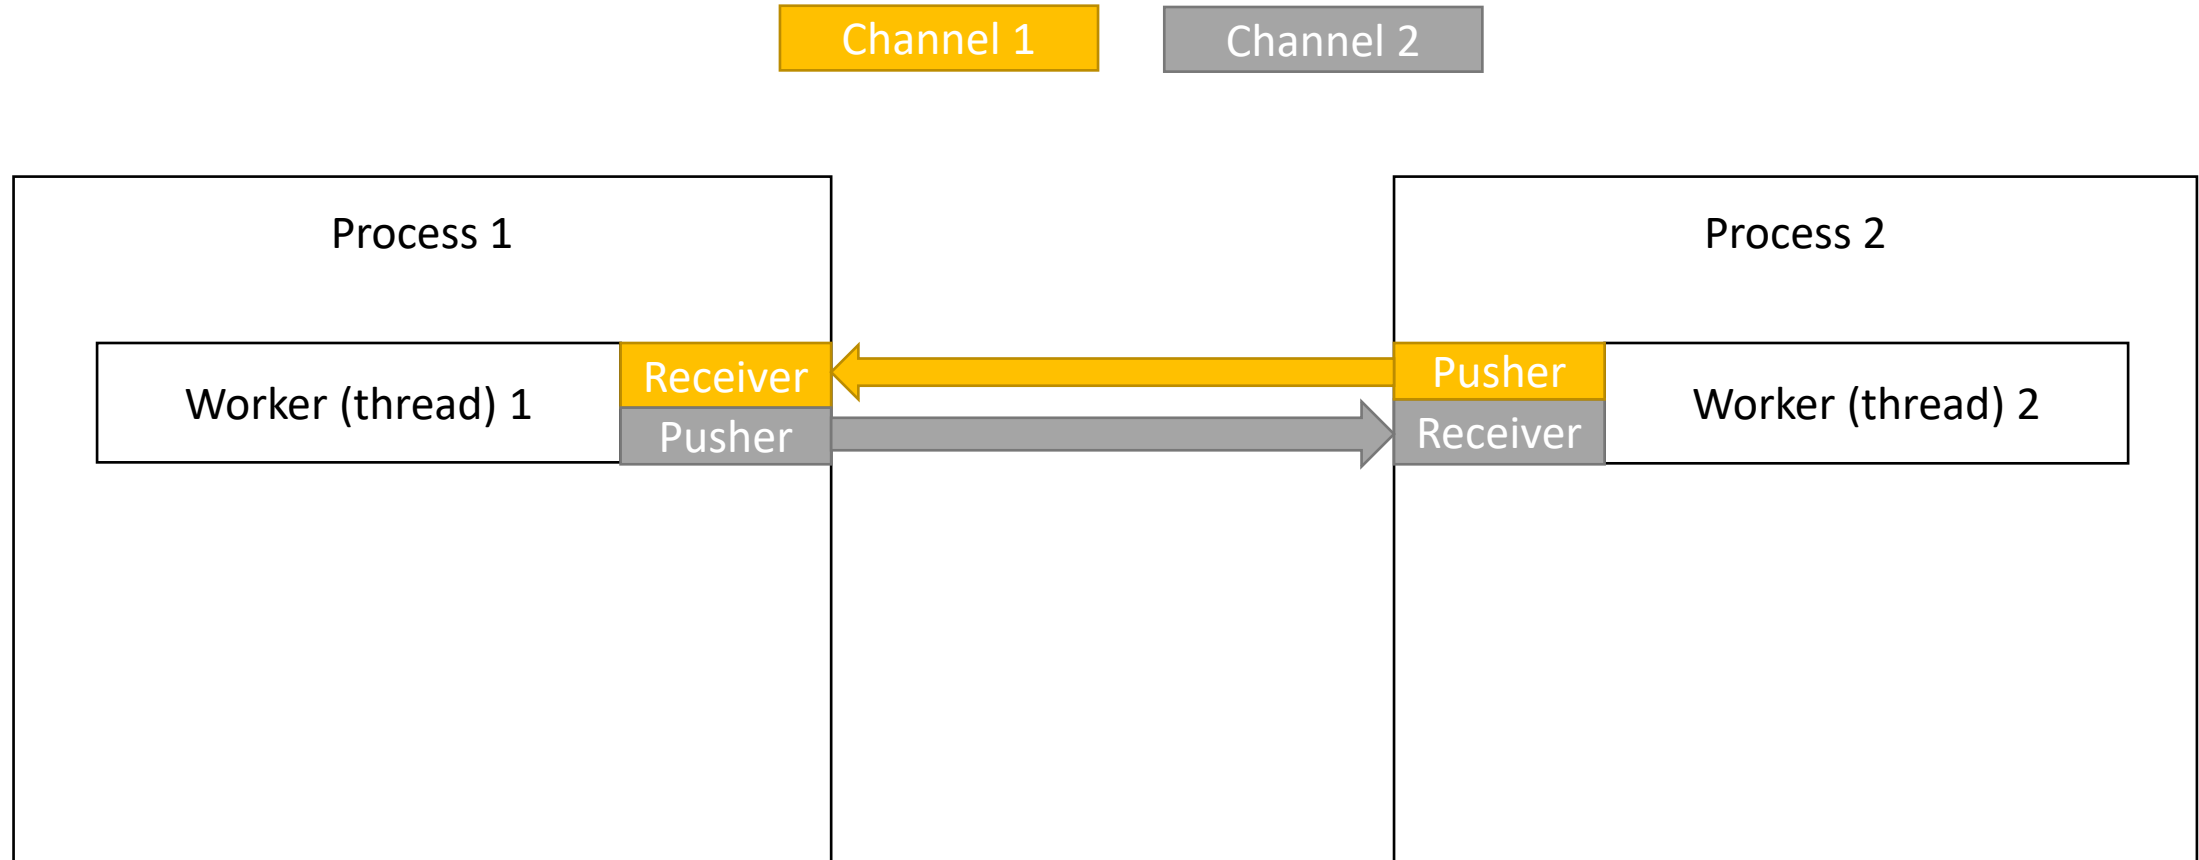 Channel 1
Channel 2
Process 1
Process 2
Worker (thread) 1
Receiver
Pusher
Pusher
Receiver
Worker (thread) 2